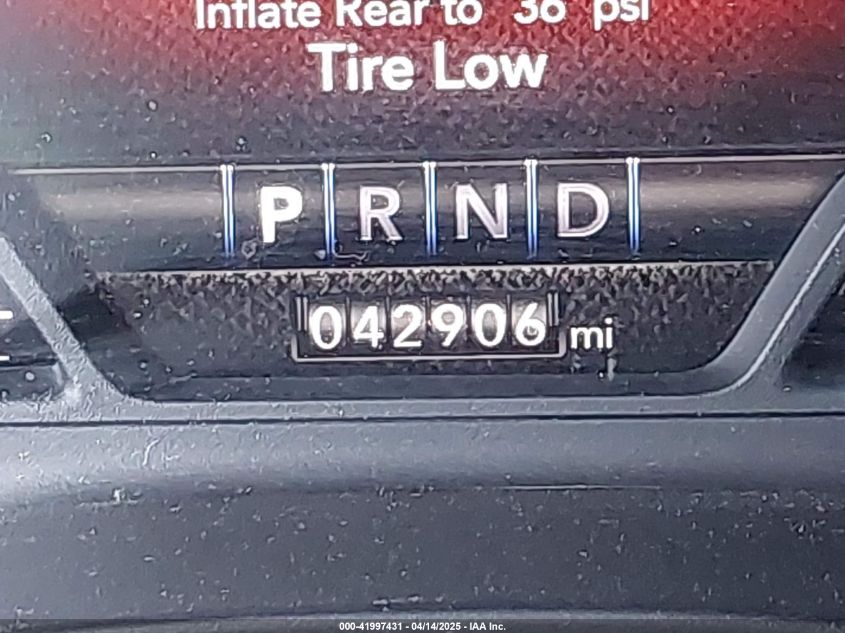 Inflate Rear to 36 psi
Tire Low
P R N D
042906 mi
000-41997431 - 04/14/2025 - IAA Inc.